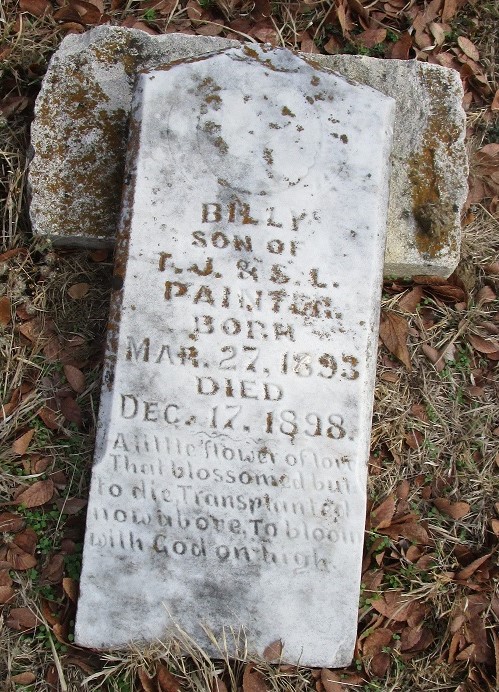 BILLY
SON OF
T. J. & E. L.
PAINTER.
BORN
MAR. 27, 1893
DIED
DEC. 17, 1898.
A little flower of lov
That blossomed but
to die Transplanted
now above, To bloom
with God on high.